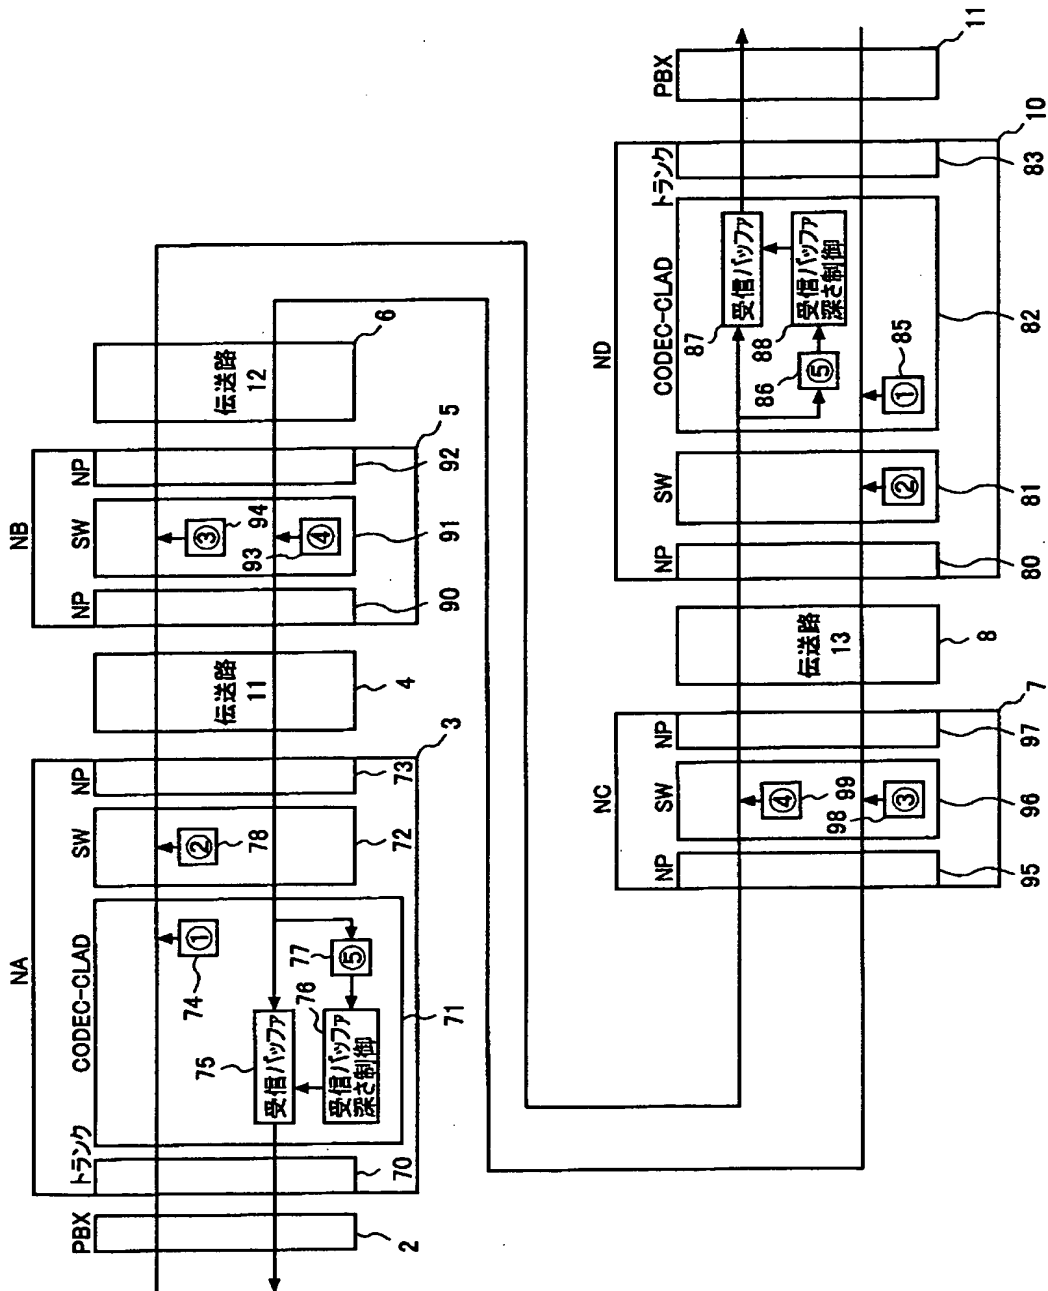 NA
PBX
トランク
CODEC-CLAD
SW
NP
①
74
②
78
75
受信バッファ
76
受信バッファ
深さ制御
77
⑤
2
70
71
72
73
3
伝送路
11
4
NB
NP
SW
NP
③
94
93
④
90
91
92
5
伝送路
12
6
NC
NP
SW
NP
④
99
98
③
95
96
97
7
伝送路
13
8
ND
NP
SW
CODEC-CLAD
トランク
PBX
87
受信バッファ
88
受信バッファ
深さ制御
86
⑤
①
85
②
80
81
82
83
10
11